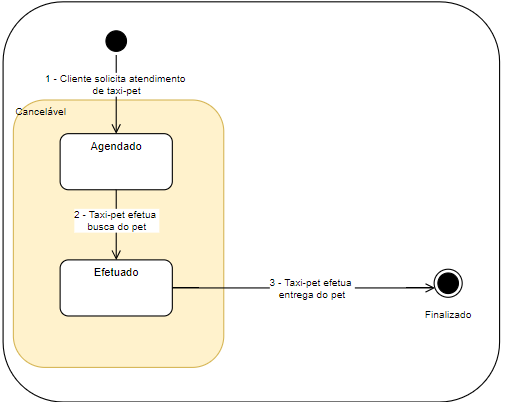 1 - Cliente solicita atendimento
de taxi-pet
Cancelável
Agendado
2 - Taxi-pet efetua
busca do pet
Efetuado
3 - Taxi-pet efetua
entrega do pet
Finalizado